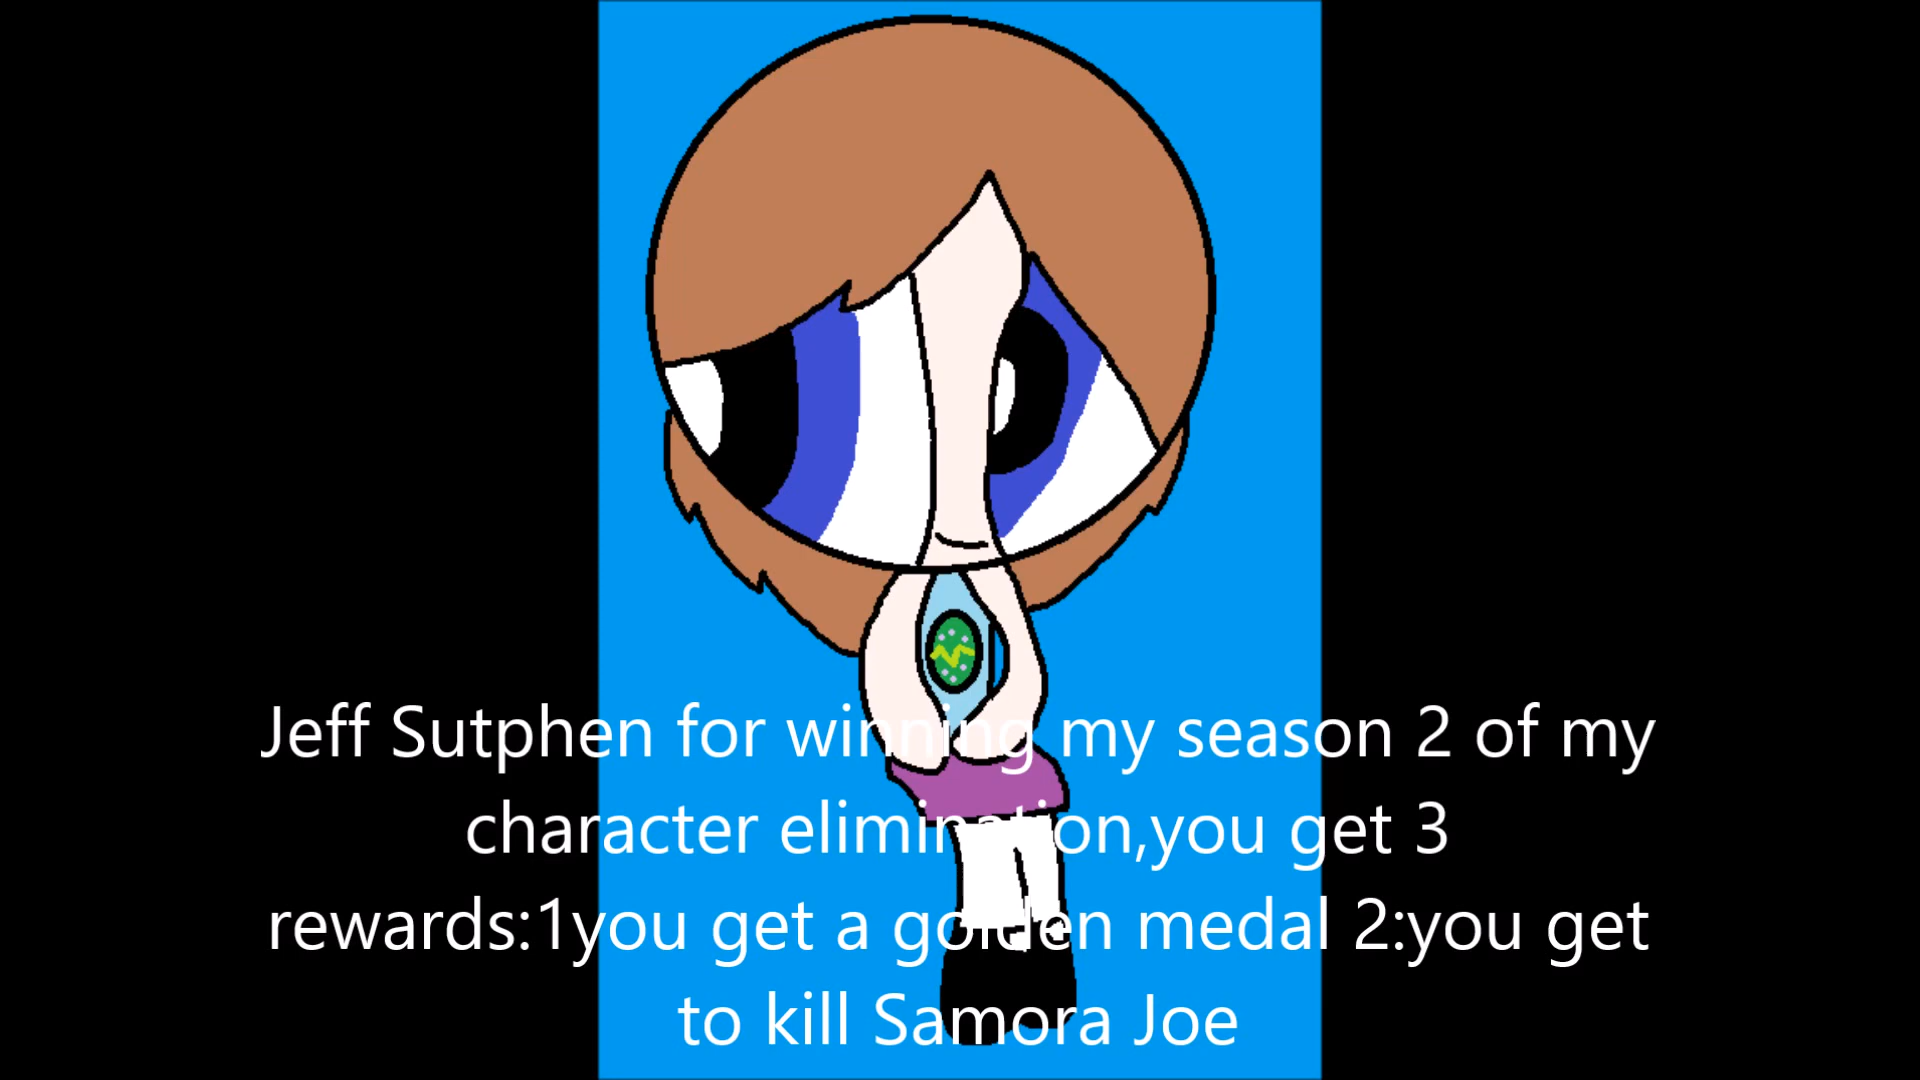 Jeff Sutphen for winning my season 2 of my
character elimination,you get 3
rewards:1you get a golden medal 2:you get
to kill Samora Joe